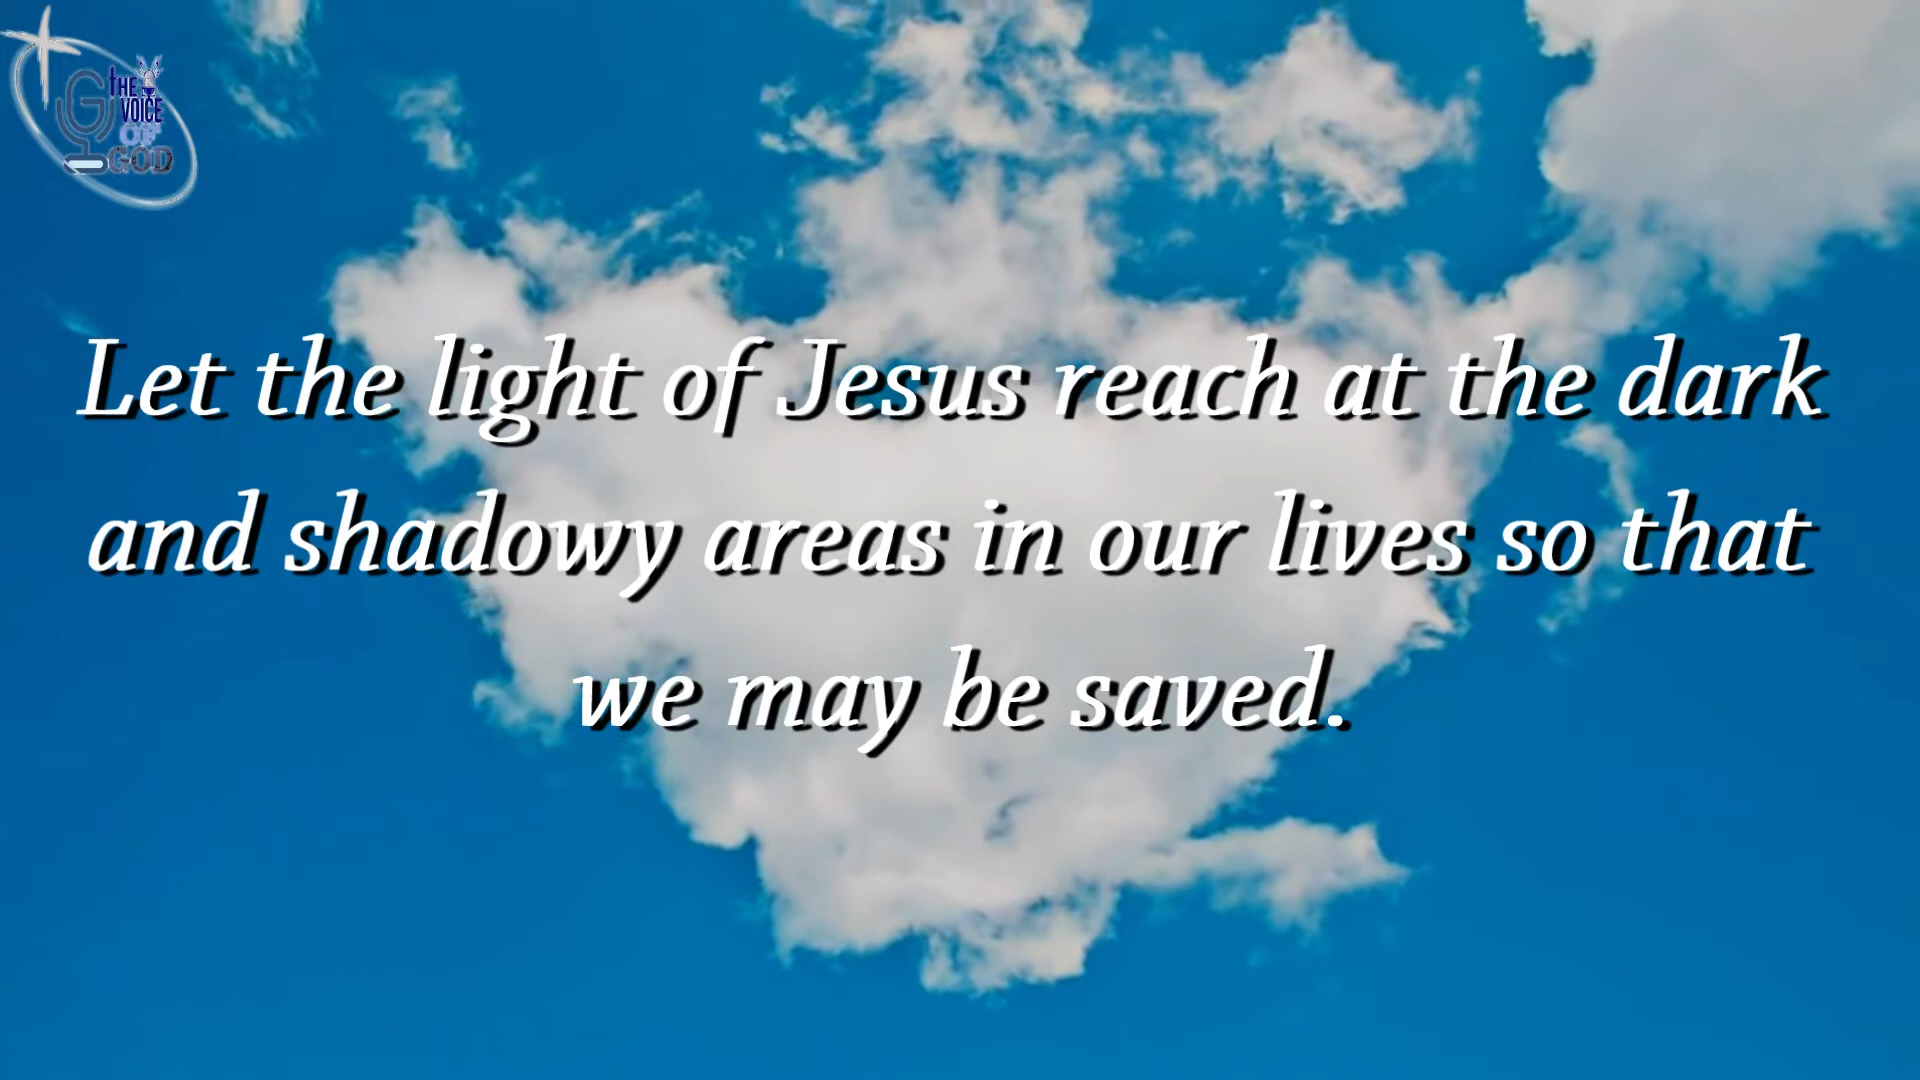 THE
VOICE
OF
GOD
Let the light of Jesus reach at the dark
and shadowy areas in our lives so that
we may be saved.